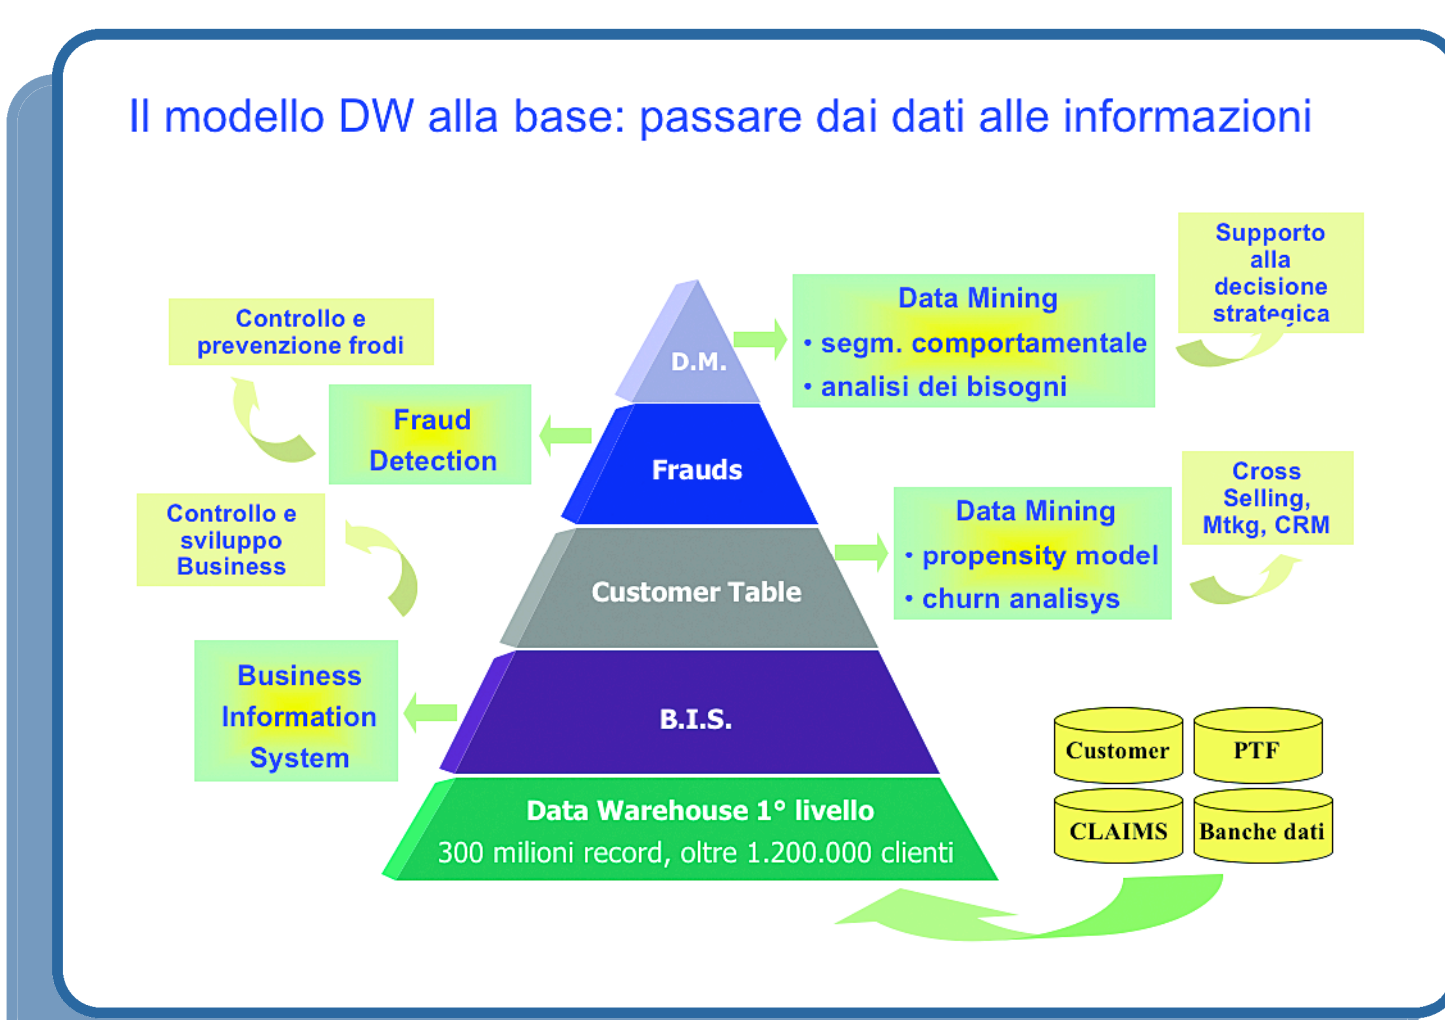 Il modello DW alla base: passare dai dati alle informazioni
Supporto
alla
decisione
strategica
Data Mining
• segm. comportamentale
• analisi dei bisogni
Controllo e
prevenzione frodi
D.M.
Fraud
Detection
Frauds
Cross
Selling,
Mtkg, CRM
Data Mining
• propensity model
• churn analisys
Controllo e
sviluppo
Business
Customer Table
Business
Information
System
B.I.S.
Customer
PTF
CLAIMS
Banche dati
Data Warehouse 1° livello
300 milioni record, oltre 1.200.000 clienti